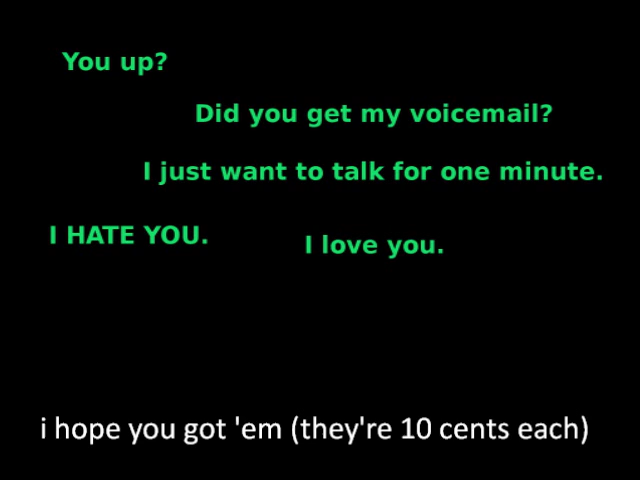 You up?
Did you get my voicemail?
I just want to talk for one minute.
I HATE YOU.
I love you.
i hope you got 'em (they're 10 cents each)